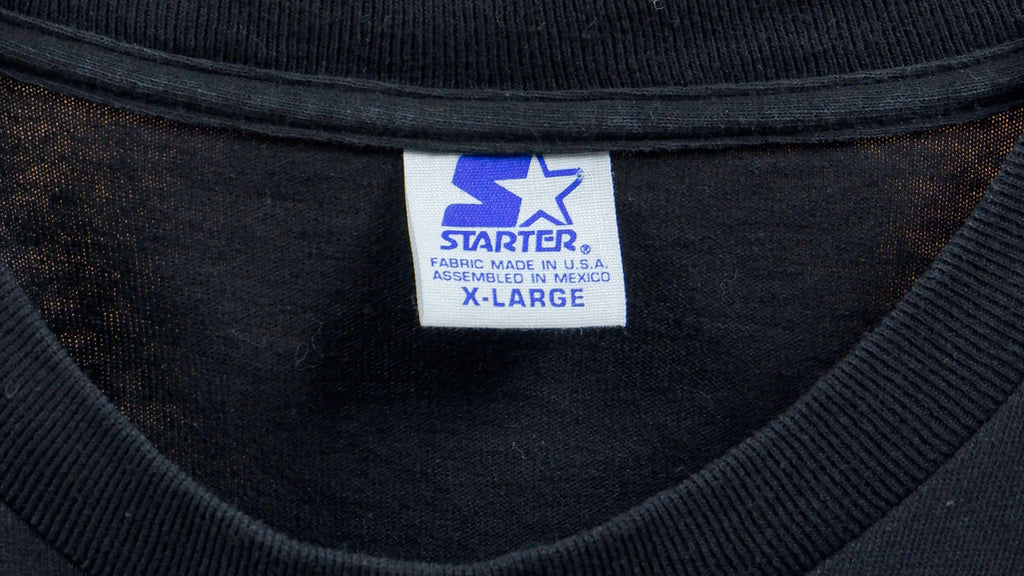 STARTER®
FABRIC MADE IN U.S.A.
ASSEMBLED IN MEXICO
X-LARGE